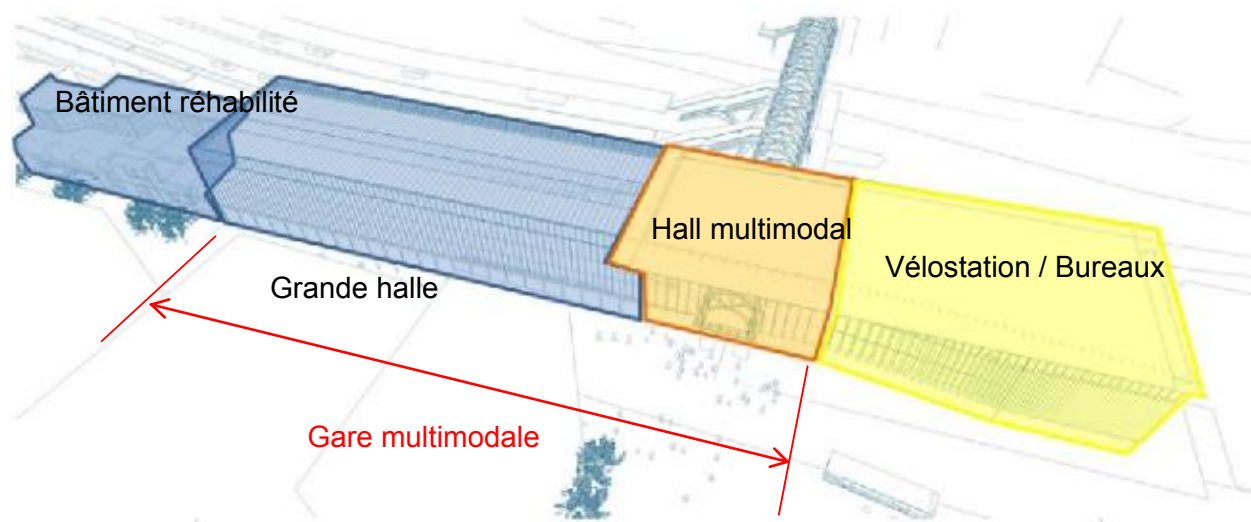 Bâtiment réhabilité
Hall multimodal
Vélostation / Bureaux
Grande halle
Gare multimodale